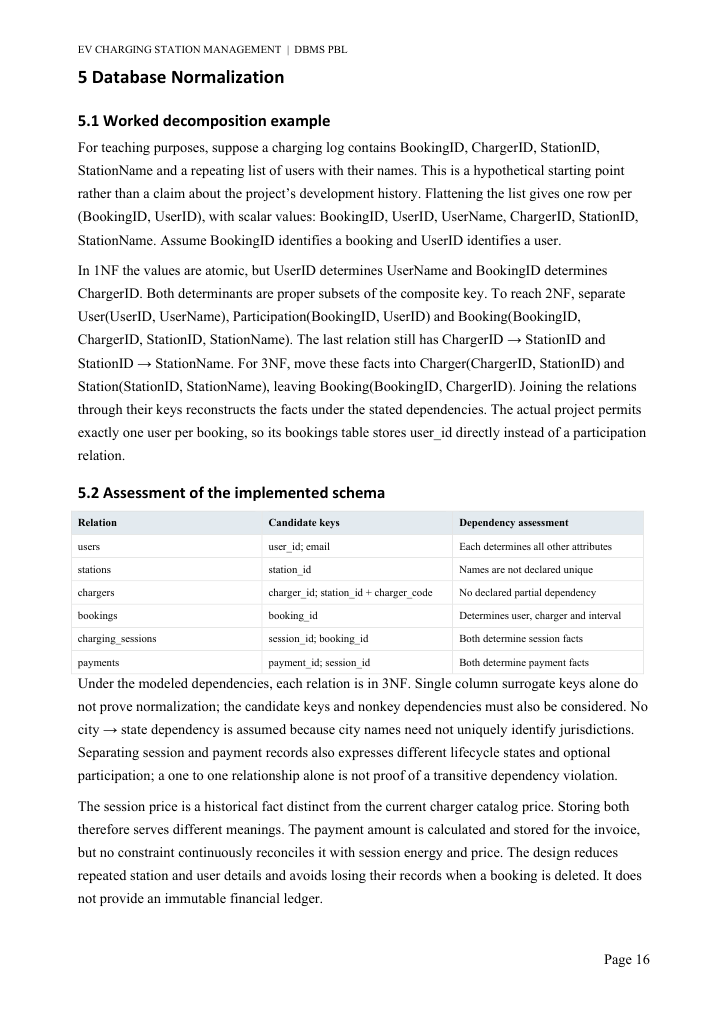 EV CHARGING STATION MANAGEMENT | DBMS PBL
5 Database Normalization
5.1 Worked decomposition example
For teaching purposes, suppose a charging log contains BookingID, ChargerID, StationID,
StationName and a repeating list of users with their names. This is a hypothetical starting point
rather than a claim about the project's development history. Flattening the list gives one row per
(BookingID, UserID), with scalar values: BookingID, UserID, UserName, ChargerID, StationID,
StationName. Assume BookingID identifies a booking and UserID identifies a user.
In 1NF the values are atomic, but UserID determines UserName and BookingID determines
ChargerID. Both determinants are proper subsets of the composite key. To reach 2NF, separate
User(UserID, UserName), Participation(BookingID, UserID) and Booking(BookingID,
ChargerID, StationID, StationName). The last relation still has ChargerID → StationID and
StationID → StationName. For 3NF, move these facts into Charger(ChargerID, StationID) and
Station(StationID, StationName), leaving Booking(BookingID, ChargerID). Joining the relations
through their keys reconstructs the facts under the stated dependencies. The actual project permits
exactly one user per booking, so its bookings table stores user_id directly instead of a participation
relation.
5.2 Assessment of the implemented schema
Relation Candidate keys Dependency assessment
users user_id; email Each determines all other attributes
stations station_id Names are not declared unique
chargers charger_id; station_id + charger_code No declared partial dependency
bookings booking_id Determines user, charger and interval
charging_sessions session_id; booking_id Both determine session facts
payments payment_id; session_id Both determine payment facts
Under the modeled dependencies, each relation is in 3NF. Single column surrogate keys alone do
not prove normalization; the candidate keys and nonkey dependencies must also be considered. No
city → state dependency is assumed because city names need not uniquely identify jurisdictions.
Separating session and payment records also expresses different lifecycle states and optional
participation; a one to one relationship alone is not proof of a transitive dependency violation.
The session price is a historical fact distinct from the current charger catalog price. Storing both
therefore serves different meanings. The payment amount is calculated and stored for the invoice,
but no constraint continuously reconciles it with session energy and price. The design reduces
repeated station and user details and avoids losing their records when a booking is deleted. It does
not provide an immutable financial ledger.
Page 16